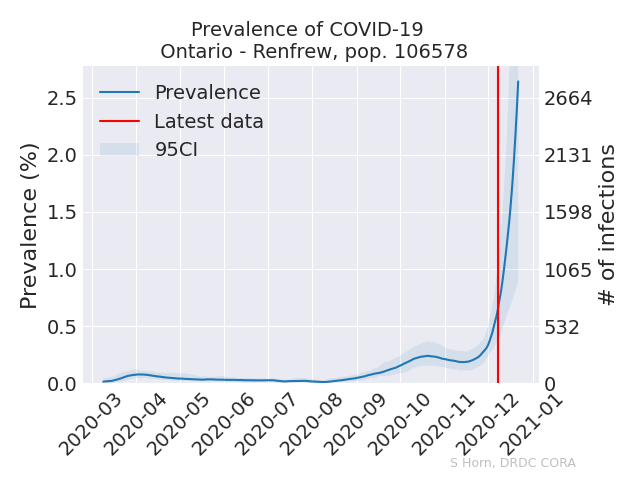 Prevalence of COVID-19
Ontario - Renfrew, pop. 106578
Prevalence
Latest data
95CI
Prevalence (%)
2.5
2.0
1.5
1.0
0.5
0.0
2664
2131
1598
1065
532
0
# of infections
2020-03
2020-04
2020-05
2020-06
2020-07
2020-08
2020-09
2020-10
2020-11
2020-12
2021-01
S Horn, DRDC CORA